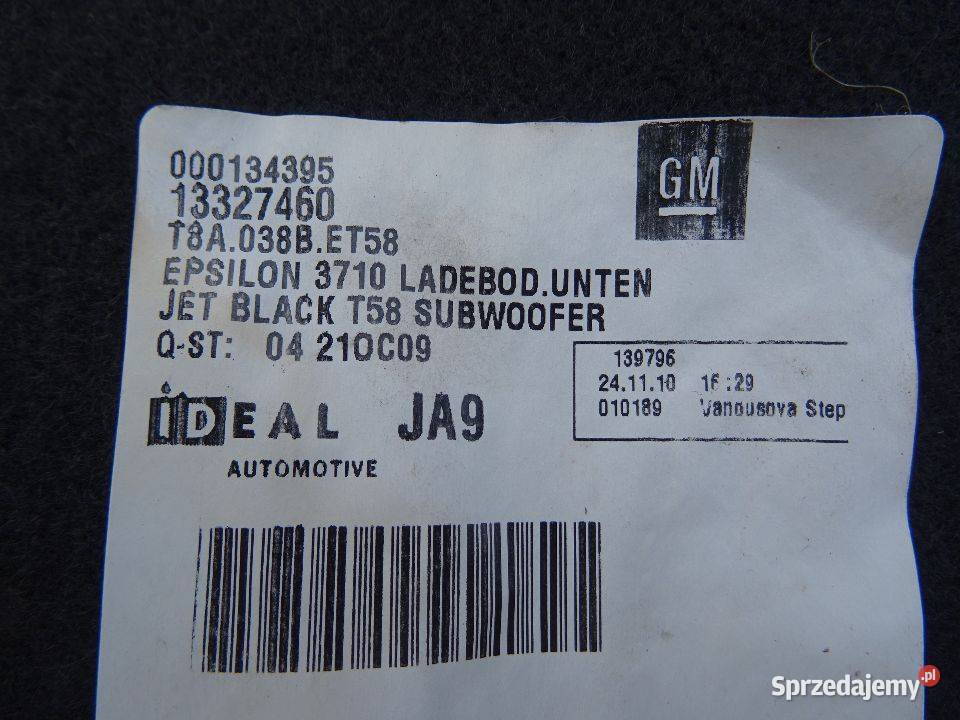 000134395
GM
13327460
T8A.038B.ET58
EPSILON 3710 LADEBOD.UNTEN
JET BLACK T58 SUBWOOFER
Q-ST: 04 21OC09
139796
24.11.10 16:29
010189 Vanousova Step
IDEAL JA9
AUTOMOTIVE
Sprzedajemy.pl